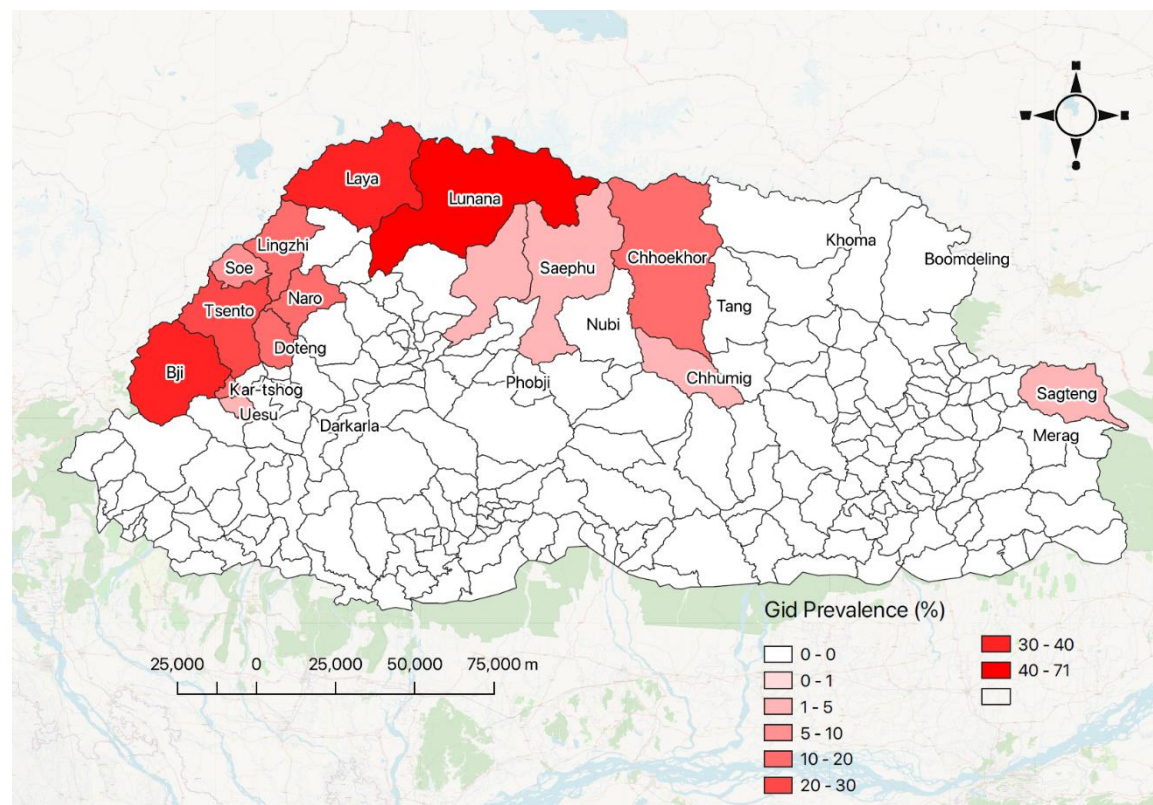 Laya
Lunana
Lingzhi
Soe
Saephu
Chhoekhor
Khoma
Boomdeling
Naro
Tsento
Tang
Nubi
Doteng
Bji
Chhumig
Phobji
Kar-tshog
Uesu
Darkarla
Sagteng
Merag
Gid Prevalence (%)
0 - 0
0 - 1
1 - 5
5 - 10
10 - 20
20 - 30
30 - 40
40 - 71
25,000 0 25,000 50,000 75,000 m